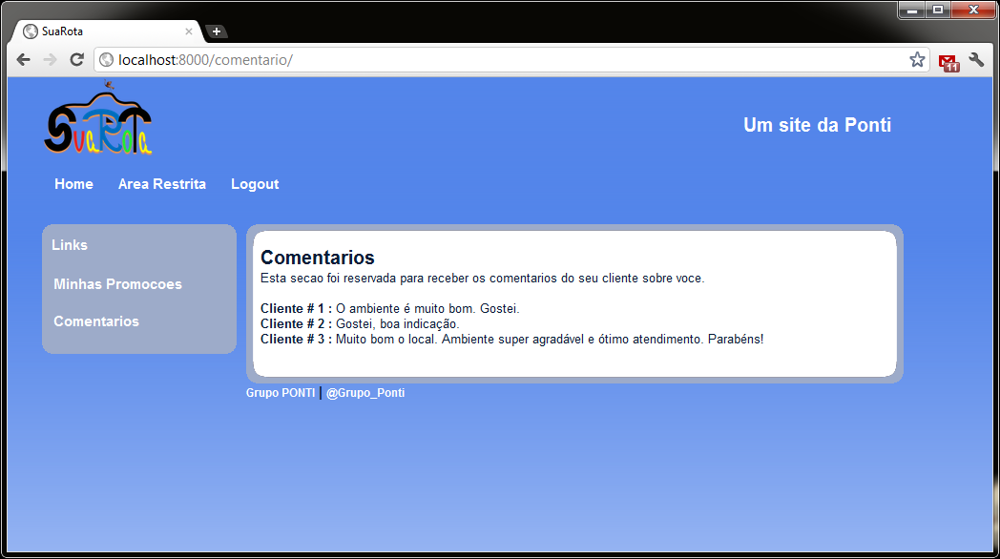 SuaRota
localhost:8000/comentario/
11
SuaRota
Um site da Ponti
Home Area Restrita Logout
Links
Minhas Promocoes
Comentarios
Comentarios
Esta secao foi reservada para receber os comentarios do seu cliente sobre voce.
Cliente # 1 : O ambiente é muito bom. Gostei.
Cliente # 2 : Gostei, boa indicação.
Cliente # 3 : Muito bom o local. Ambiente super agradável e ótimo atendimento. Parabéns!
Grupo PONTI | @Grupo_Ponti